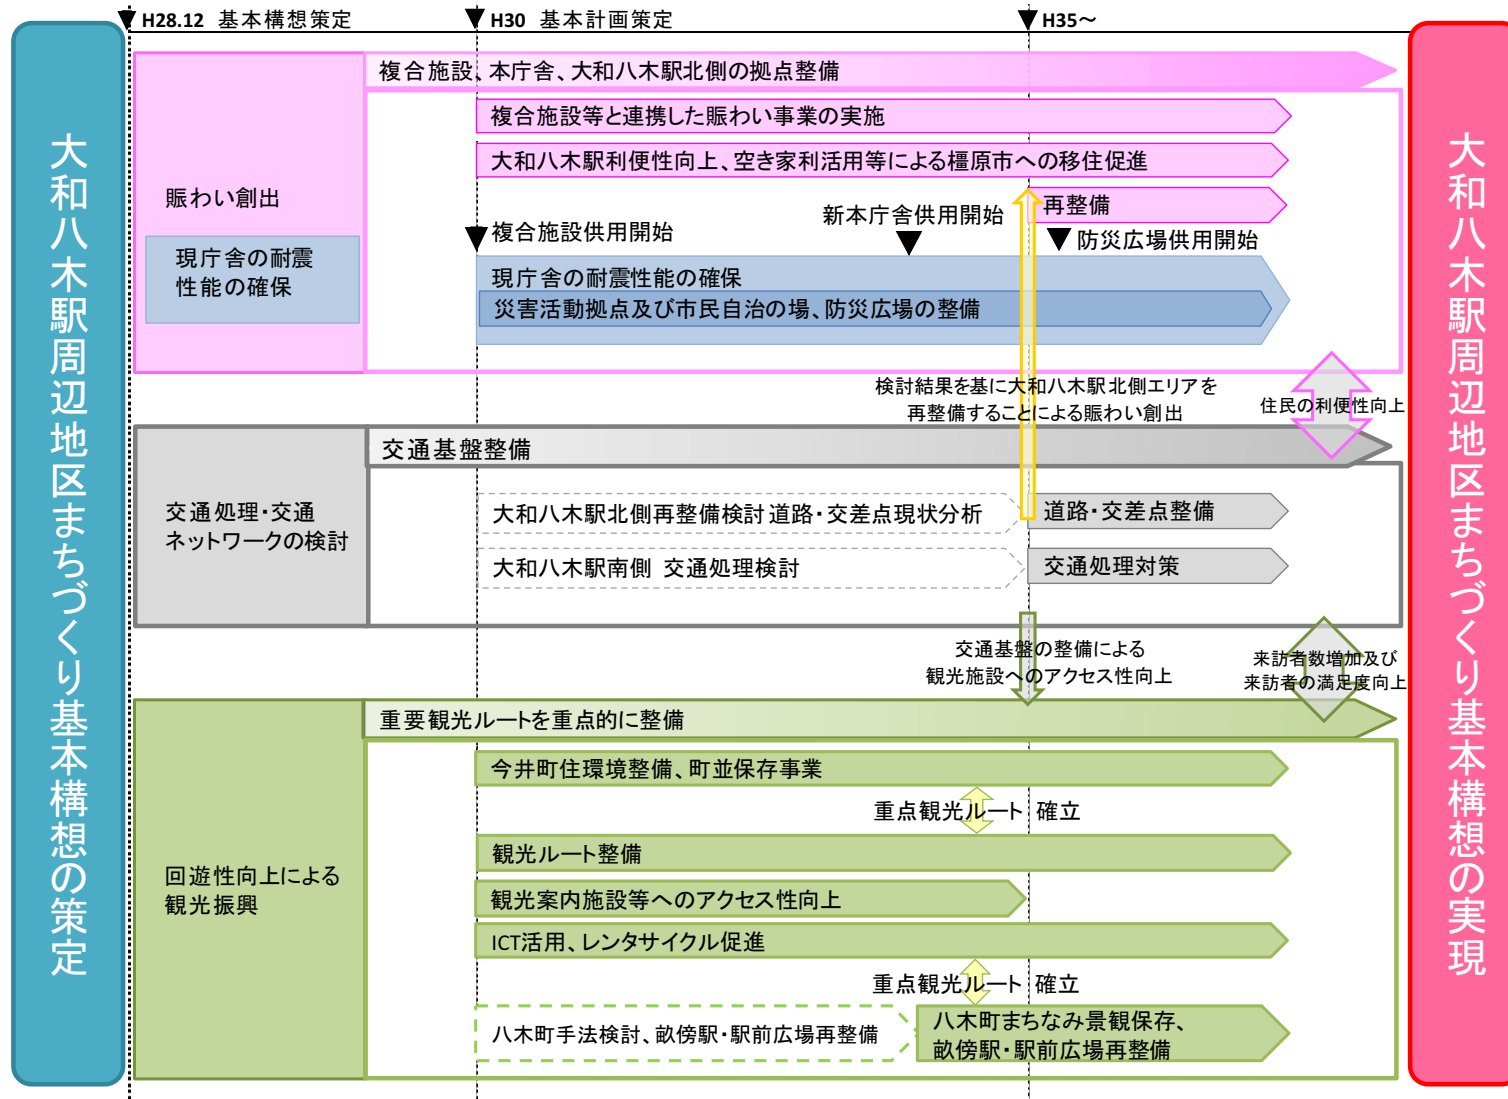 ▼H28.12 基本構想策定
▼H30 基本計画策定
▼H35～
大和八木駅周辺地区まちづくり基本構想の策定
賑わい創出
現庁舎の耐震
性能の確保
複合施設、本庁舎、大和八木駅北側の拠点整備
複合施設等と連携した賑わい事業の実施
大和八木駅利便性向上、空き家利活用等による橿原市への移住促進
再整備
▼複合施設供用開始
新本庁舎供用開始
▼
▼防災広場供用開始
現庁舎の耐震性能の確保
災害活動拠点及び市民自治の場、防災広場の整備
検討結果を基に大和八木駅北側エリアを
再整備することによる賑わい創出
住民の利便性向上
交通処理・交通
ネットワークの検討
交通基盤整備
大和八木駅北側再整備検討 道路・交差点現状分析
道路・交差点整備
大和八木駅南側 交通処理検討
交通処理対策
交通基盤の整備による
観光施設へのアクセス性向上
来訪者数増加及び
来訪者の満足度向上
回遊性向上による
観光振興
重要観光ルートを重点的に整備
今井町住環境整備、町並保存事業
重点観光ルート 確立
観光ルート整備
観光案内施設等へのアクセス性向上
ICT活用、レンタサイクル促進
重点観光ルート 確立
八木町手法検討、畝傍駅・駅前広場再整備
八木町まちなみ景観保存、
畝傍駅・駅前広場再整備
大和八木駅周辺地区まちづくり基本構想の実現